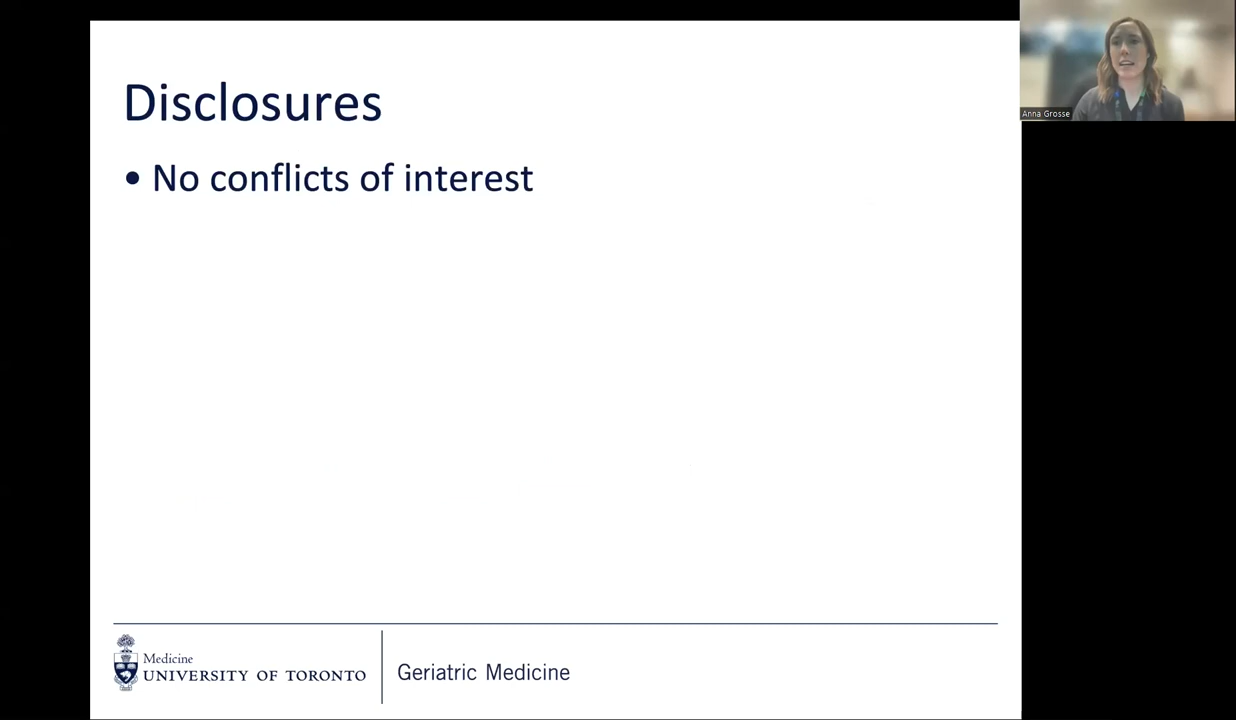 Disclosures
• No conflicts of interest
Anna Grosse
Medicine
UNIVERSITY OF TORONTO
Geriatric Medicine